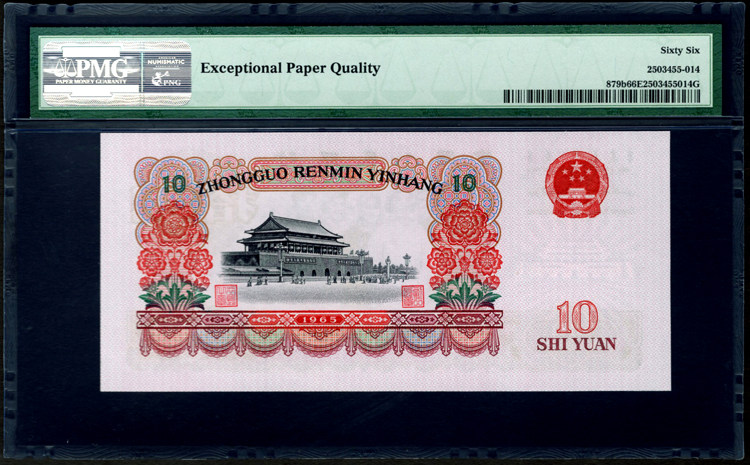 PMG
PAPER MONEY GUARANTY
NUMISMATIC
PNG
Exceptional Paper Quality
Sixty Six
2503455-014
879b66E2503455014G
10
ZHONGGUO RENMIN YINHANG
10
1965
10
SHI YUAN